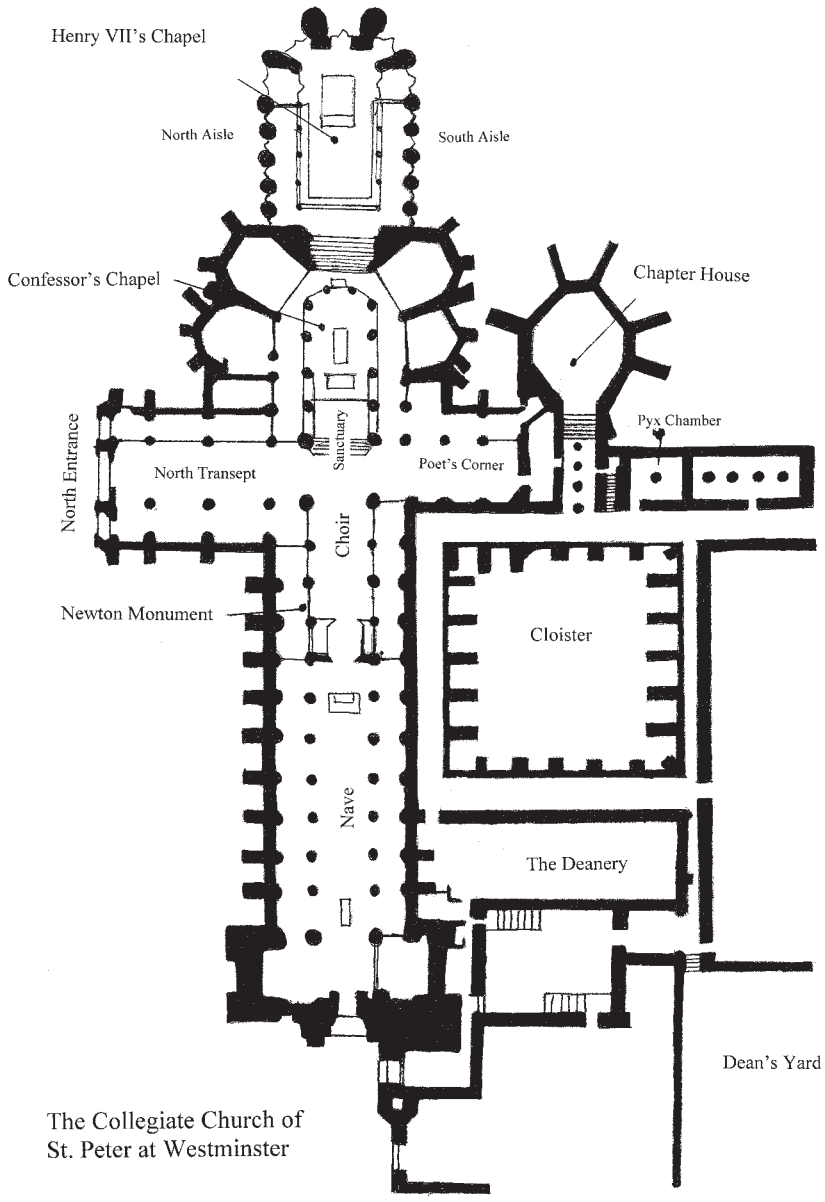 Henry VII's Chapel
North Aisle
South Aisle
Confessor's Chapel
Chapter House
Pyx Chamber
North Entrance
North Transept
Sanctuary
Poet's Corner
Choir
Newton Monument
Cloister
Nave
The Deanery
Dean's Yard
The Collegiate Church of
St. Peter at Westminster